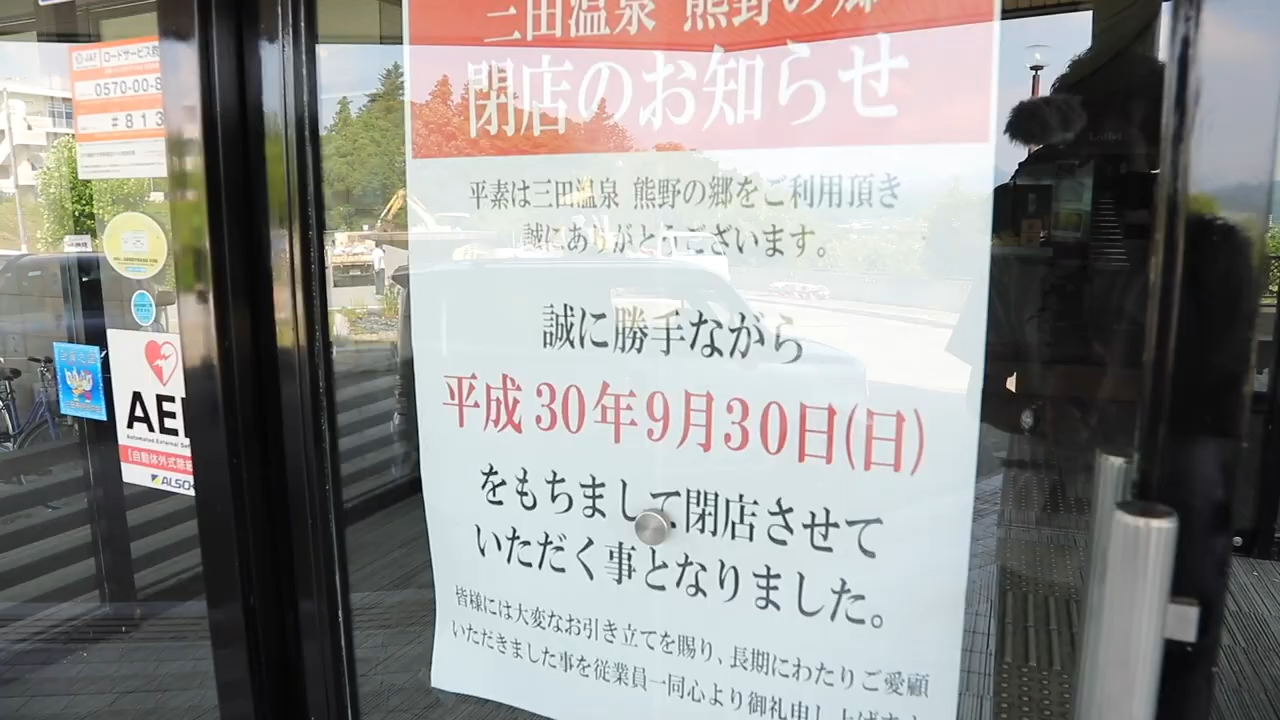 三田温泉 熊野の郷
閉店のお知らせ
平素は三田温泉 熊野の郷をご利用頂き
誠にありがとうございます。
誠に勝手ながら
平成30年9月30日(日)
をもちまして閉店させて
いただく事となりました。
皆様には大変なお引き立てを賜り、長期にわたりご愛顧
いただきました事を従業員一同心より御礼申し上げます
JAF ロードサービス救
0570-00-8
#813
AED
Automated External Def
【自動体外式除細
ALSOK